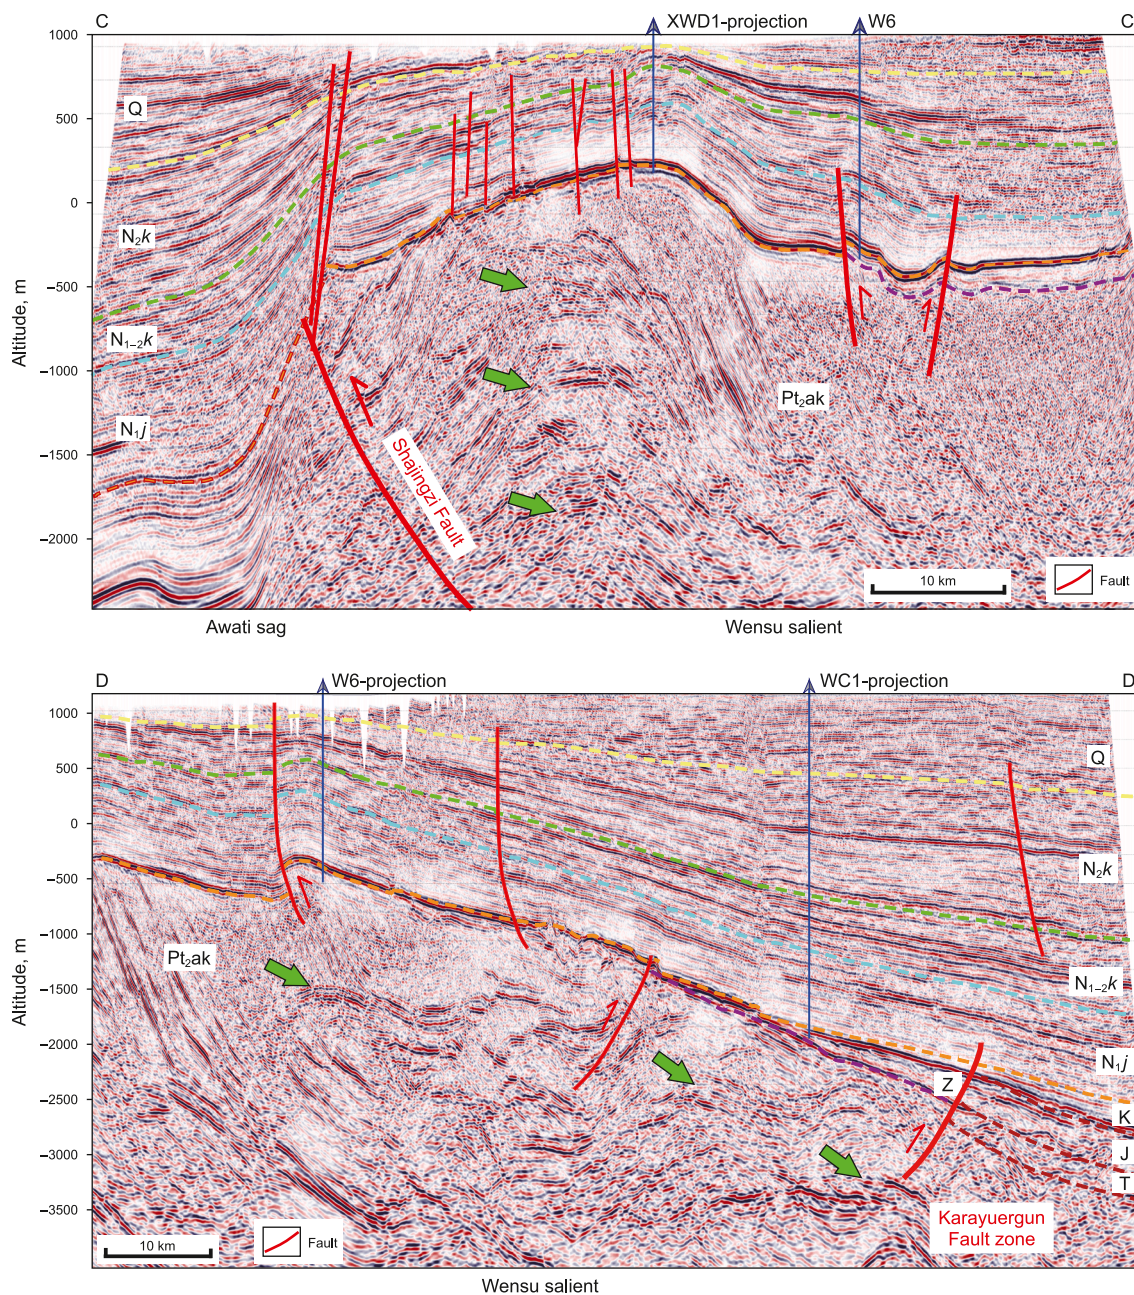 C XWD1-projection W6 C
1000
500
0
−500
−1000
−1500
−2000
Altitude, m
Q
N₂k
N₁₋₂k
N₁j
Pt₂ak
Shajingzi Fault
10 km
Fault
Awati sag Wensu salient
D W6-projection WC1-projection D
1000
500
0
−500
−1000
−1500
−2000
−2500
−3000
−3500
Altitude, m
Q
N₂k
Pt₂ak
N₁₋₂k
N₁j
Z
K
J
T
Karayuergun
Fault zone
10 km
Fault
Wensu salient